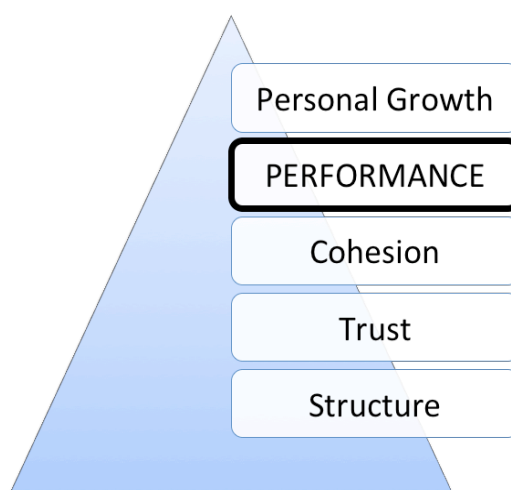 Personal Growth
PERFORMANCE
Cohesion
Trust
Structure